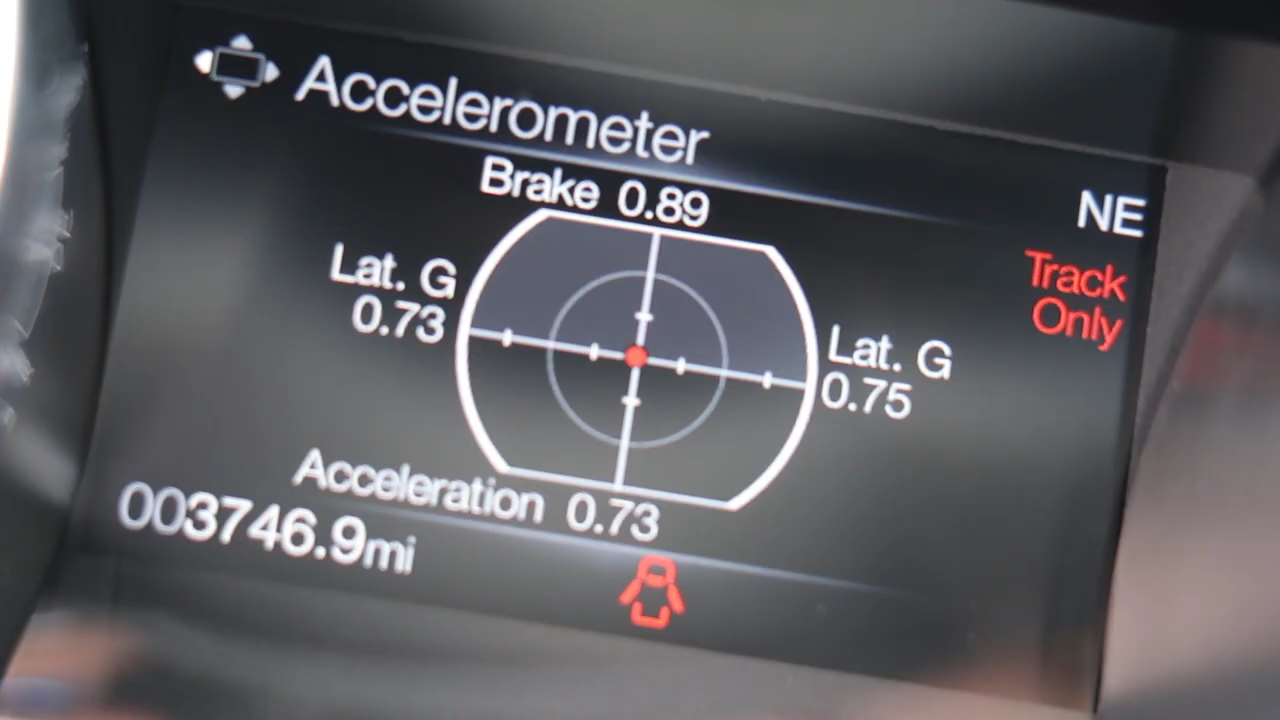 Accelerometer
Brake 0.89
NE
Track
Only
Lat. G
0.73
Lat. G
0.75
Acceleration 0.73
003746.9mi